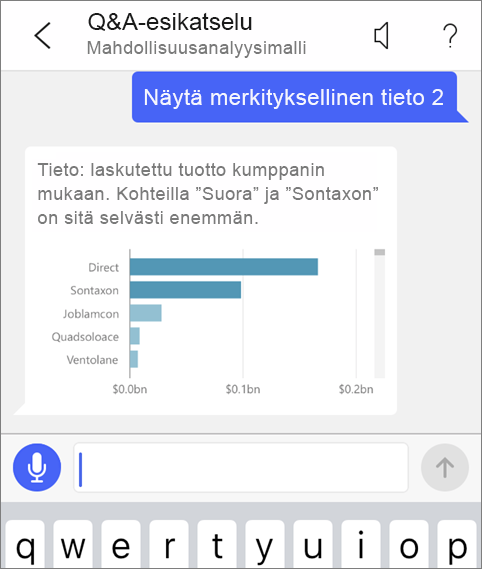 Q&A-esikatselu
Mahdollisuusanalyysimalli
?
Näytä merkityksellinen tieto 2
Tieto: laskutettu tuotto kumppanin
mukaan. Kohteilla ”Suora” ja ”Sontaxon”
on sitä selvästi enemmän.
Direct
Sontaxon
Joblamcon
Quadsoloace
Ventolane
$0.0bn $0.1bn $0.2bn
q w e r t y u i o p